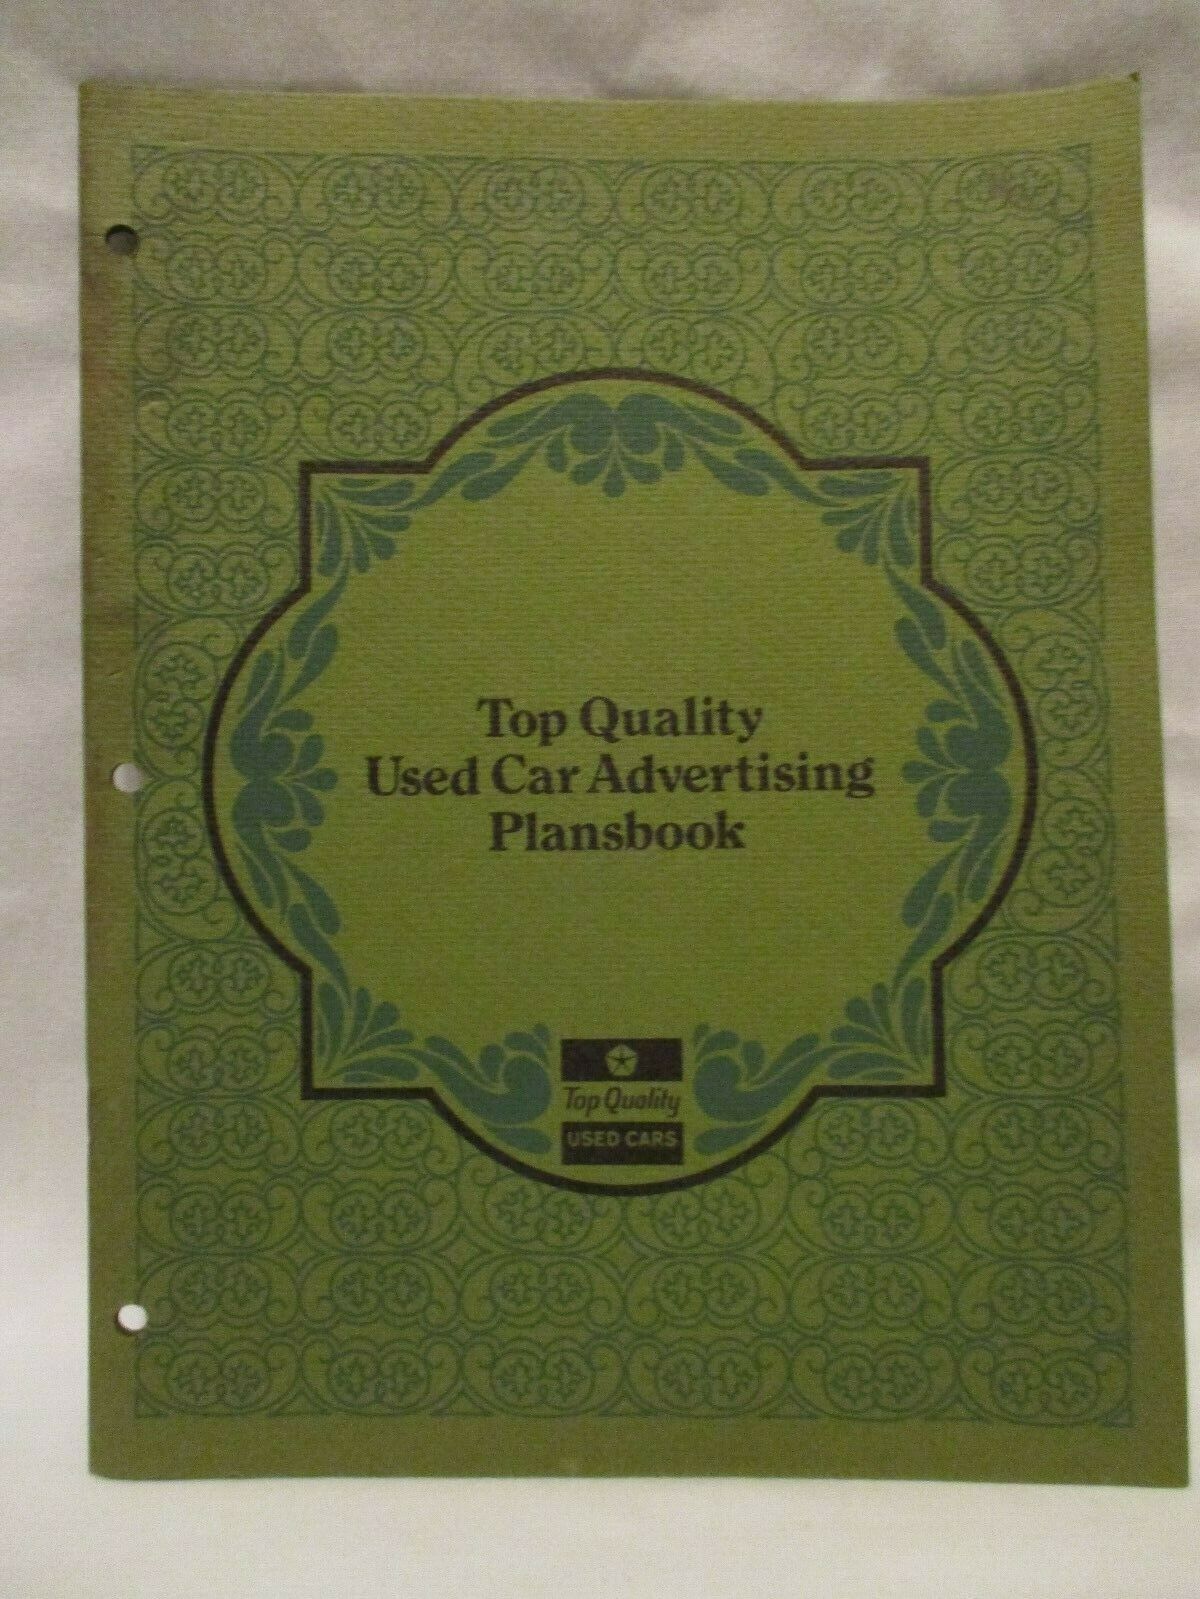 Top Quality
Used Car Advertising
Plansbook
Top Quality
USED CARS